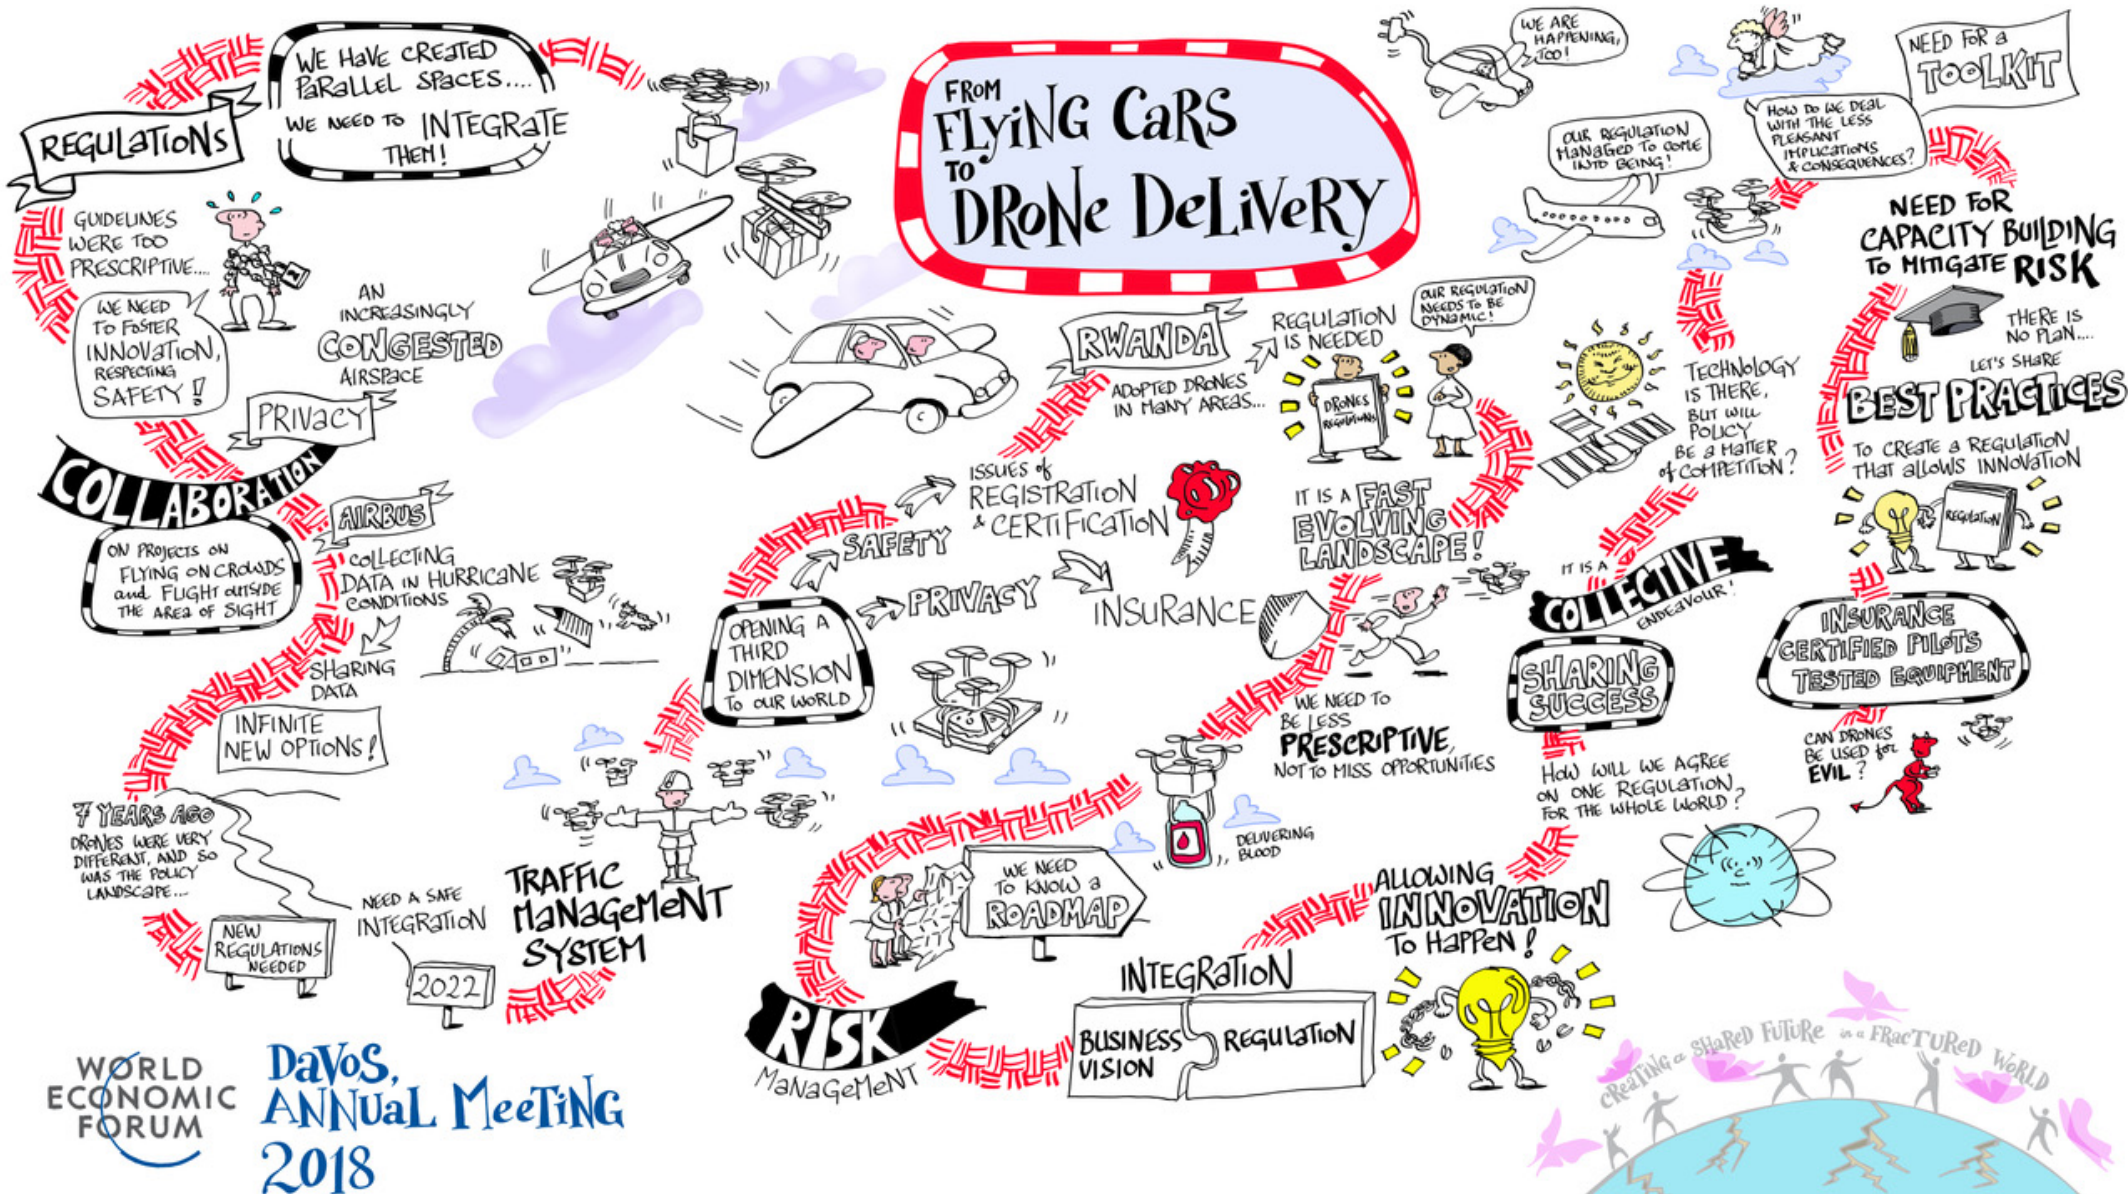 FROM
FLYiNG CaRS
TO
DRoNe DeLiVeRY
REGULaTiONS
WE HaVE CREaTED
PaRaLLEL SPaCES....
WE NEED TO INTEGRaTE
THEM!
GUIDELINES
WERE TOO
PRESCRIPTIVE....
WE NEED
TO FOSTER
INNOVaTiON,
RESPECTING
SAFETY!
AN
INCREaSINGLY
CONGESTED
AIRSPACE
PRIVaCY
COLLABORATION
ON PROJECTS ON
FLYING ON CROWDS
and FLIGHT OUTSIDE
THE AREa OF SIGHT
AIRBUS
COLLECTING
DATA IN HURRICaNE
CONDITIONS
SHaRING
DATA
INFINITE
NEW OPTIONS!
7 YEARS AGO
DRONES WERE VERY
DIFFERENT, AND SO
WAS THE POLICY
LANDSCaPE...
NEW
REGULATIONS
NEEDED
NEED A SAFE
INTEGRATiON
2022
TRAFFIC
MaNaGeMeNT
SYSTEM
OPENING A
THIRD
DIMENSION
TO OUR WORLD
SAFETY
ISSUES of
REGISTRaTiON
& CERTiFICATiON
PRIVACY
INSURaNCE
RWANDA
ADOPTED DRONES
IN MaNY AREaS...
REGULaTiON
IS NEEDED
DRONES
REGULATIONS
OUR REGULATION
NEEDS TO BE
DYNaMIC!
IT IS A FAST
EVOLVING
LANDSCAPE!
WE NEED TO
BE LESS
PRESCRIPTIVE,
NOT TO MISS OPPORTUNITIES
DELIVERING
BLOOD
WE NEED
TO KNOW a
ROADMAP
RISK
MaNaGeMeNT
INTEGRaTiON
BUSINESS
VISION
REGULaTiON
ALLOWING
INNOVATION
TO HaPPeN!
HOW WILL WE AGREE
ON ONE REGULATION
FOR THE WHOLE WORLD?
SHARING
SUCCESS
IT IS A
COLLECTIVE
ENDEaVOUR!
TECHNOLOGY
IS THERE,
BUT WILL
POLICY
BE a MaTTER
of COMPETITION?
WE ARE
HAPPENING,
TOO!
OUR REGULATION
MaNaGED TO COME
INTO BEING!
HOW DO WE DEAL
WITH THE LESS
PLEASANT
IMPLICATIONS
& CONSEQUENCES?
NEED FOR a
TOOLKIT
NEED FOR
CAPACITY BUILDING
TO MITIGaTE RISK
THERE IS
NO PLaN....
LET'S SHaRE
BEST PRACTICES
TO CREATE a REGULATION
THAT aLLOWS INNOVATION
REGULATION
INSURANCE
CERTIFIED PILOTS
TESTED EQUIPMENT
CAN DRONES
BE USED for
EVIL?
WORLD
ECONOMIC
FORUM
DaVOS,
ANNUaL MeeTiNG
2018
CReaTiNG a SHaReD FUTURe in a FRacTUReD WoRLD